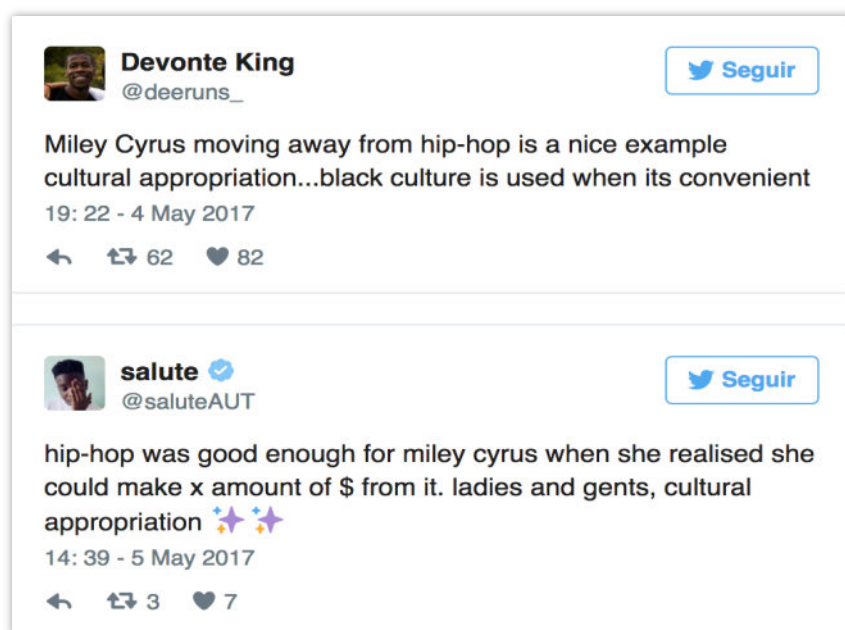 Devonte King
@deeruns_
Seguir
Miley Cyrus moving away from hip-hop is a nice example
cultural appropriation...black culture is used when its convenient
19: 22 - 4 May 2017
62 82
salute
@saluteAUT
Seguir
hip-hop was good enough for miley cyrus when she realised she
could make x amount of $ from it. ladies and gents, cultural
appropriation ✨✨
14: 39 - 5 May 2017
3 7